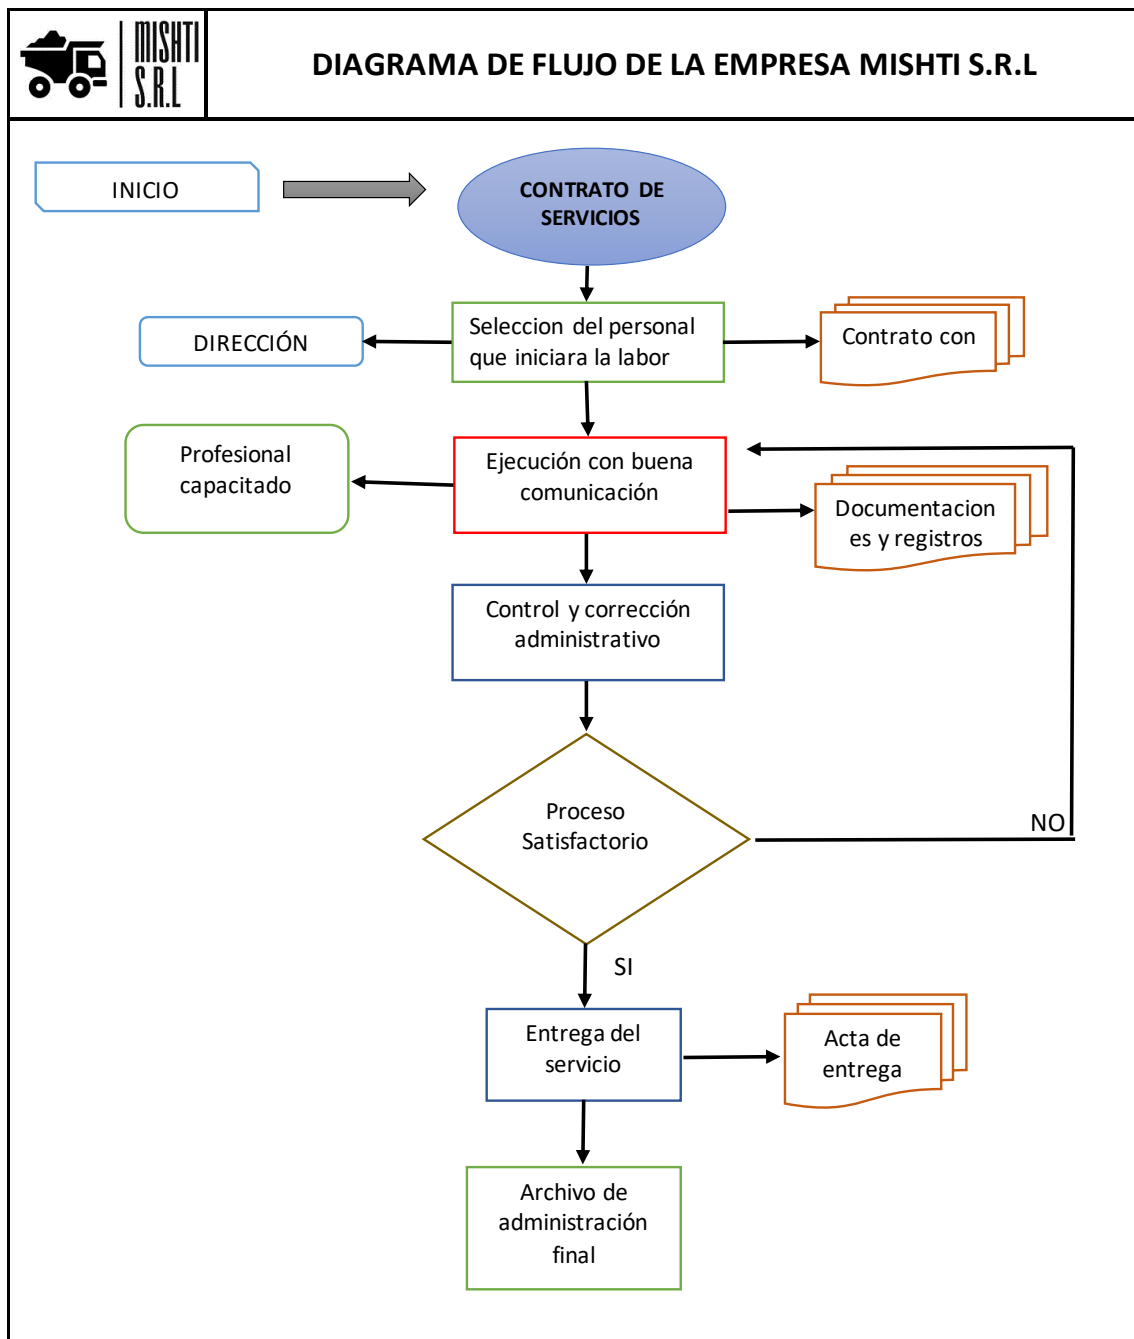 MISHTI
S.R.L
DIAGRAMA DE FLUJO DE LA EMPRESA MISHTI S.R.L
INICIO
CONTRATO DE
SERVICIOS
DIRECCIÓN
Seleccion del personal
que iniciara la labor
Contrato con
Profesional
capacitado
Ejecución con buena
comunicación
Documentacion
es y registros
Control y corrección
administrativo
Proceso
Satisfactorio
NO
SI
Entrega del
servicio
Acta de
entrega
Archivo de
administración
final